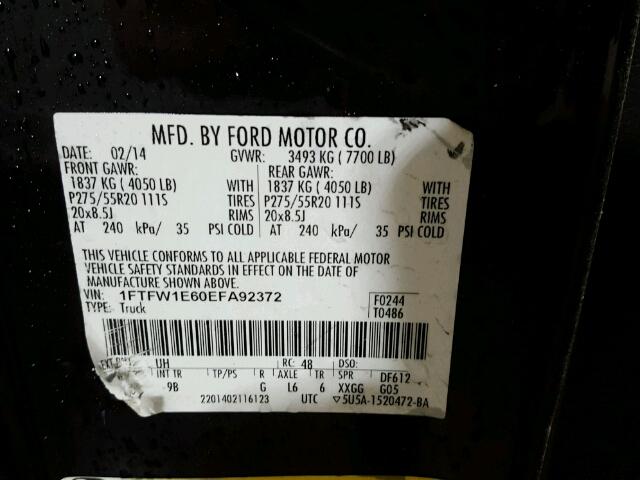 MFD. BY FORD MOTOR CO.
DATE: 02/14 GVWR: 3493 KG ( 7700 LB)
FRONT GAWR: REAR GAWR:
1837 KG ( 4050 LB) WITH 1837 KG ( 4050 LB) WITH
P275/55R20 111S TIRES P275/55R20 111S TIRES
20x8.5J RIMS 20x8.5J RIMS
AT 240 kPa/ 35 PSI COLD AT 240 kPa/ 35 PSI COLD
THIS VEHICLE CONFORMS TO ALL APPLICABLE FEDERAL MOTOR
VEHICLE SAFETY STANDARDS IN EFFECT ON THE DATE OF
MANUFACTURE SHOWN ABOVE.
VIN: 1FTFW1E60EFA92372 F0244
TYPE: Truck T0486
EXT PNT: UH RC: 48 DSO:
INT TR TP/PS R AXLE TR SPR DF612
9B G L6 6 XXGG G05
2201402116123 UTC ▽5U5A-1520472-BA